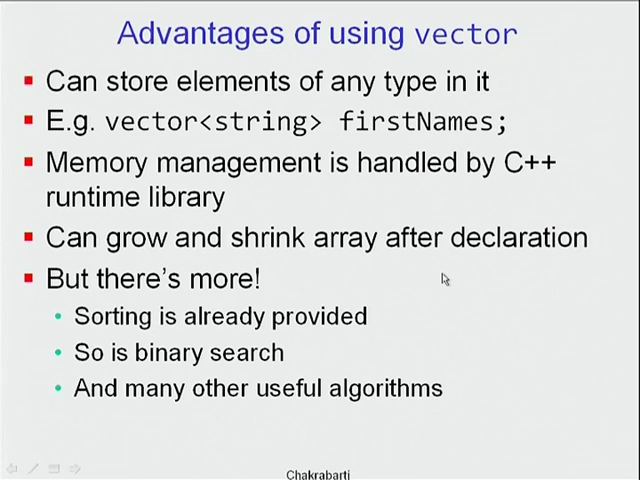 Advantages of using vector
Can store elements of any type in it
E.g. vector<string> firstNames;
Memory management is handled by C++
runtime library
Can grow and shrink array after declaration
But there's more!
Sorting is already provided
So is binary search
And many other useful algorithms
Chakrabarti